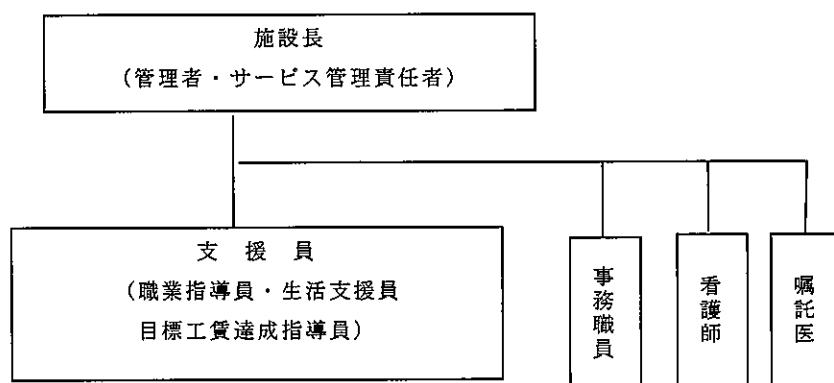 施設長
(管理者・サービス管理責任者)
支 援 員
(職業指導員・生活支援員
目標工賃達成指導員)
事務職員
看護師
嘱託医